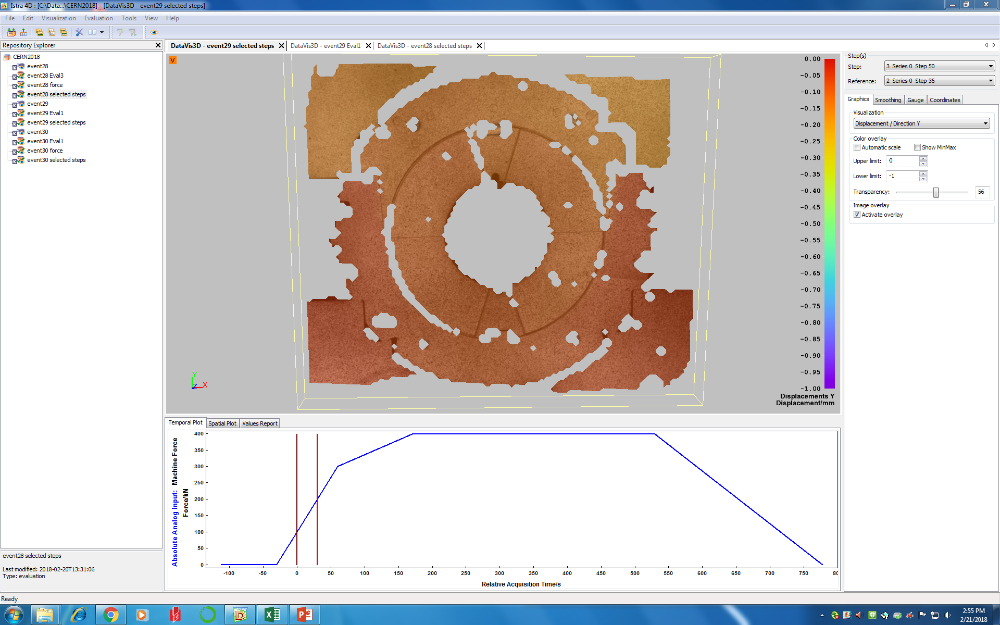 Istra 4D : [C:\Data...\CERN2018] - [DataVis3D - event29 selected steps]
File Edit Visualization Evaluation Tools View Help
Repository Explorer
CERN2018
event28
event28 Eval3
event28 force
event28 selected steps
event29
event29 Eval1
event29 selected steps
event30
event30 Eval1
event30 force
event30 selected steps
event28 selected steps
Last modified: 2018-02-20T13:31:06
Type: evaluation
DataVis3D - event29 selected steps DataVis3D - event29 Eval1 DataVis3D - event28 selected steps
V
0.00
-0.05
-0.10
-0.15
-0.20
-0.25
-0.30
-0.35
-0.40
-0.45
-0.50
-0.55
-0.60
-0.65
-0.70
-0.75
-0.80
-0.85
-0.90
-0.95
-1.00
Displacements Y
Displacement/mm
Y
Z X
Temporal Plot Spatial Plot Values Report
Absolute Analog Input: Machine Force
Force/kN
400
350
300
250
200
150
100
50
0
-100 -50 0 50 100 150 200 250 300 350 400 450 500 550 600 650 700 750 80
Relative Acquisition Time/s
Step(s)
Step: 3 Series 0 Step 50
Reference: 2 Series 0 Step 35
Graphics Smoothing Gauge Coordinates
Visualization
Displacement / Direction Y
Color overlay
Automatic scale Show MinMax
Upper limit: 0
Lower limit: -1
Transparency: 56
Image overlay
Activate overlay
Ready
2:55 PM
2/21/2018